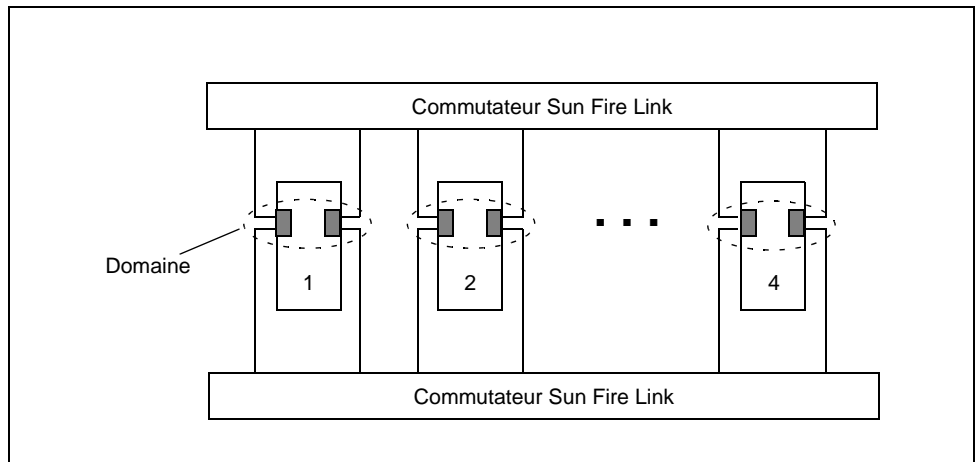 Commutateur Sun Fire Link
Domaine
1
2
. . .
4
Commutateur Sun Fire Link